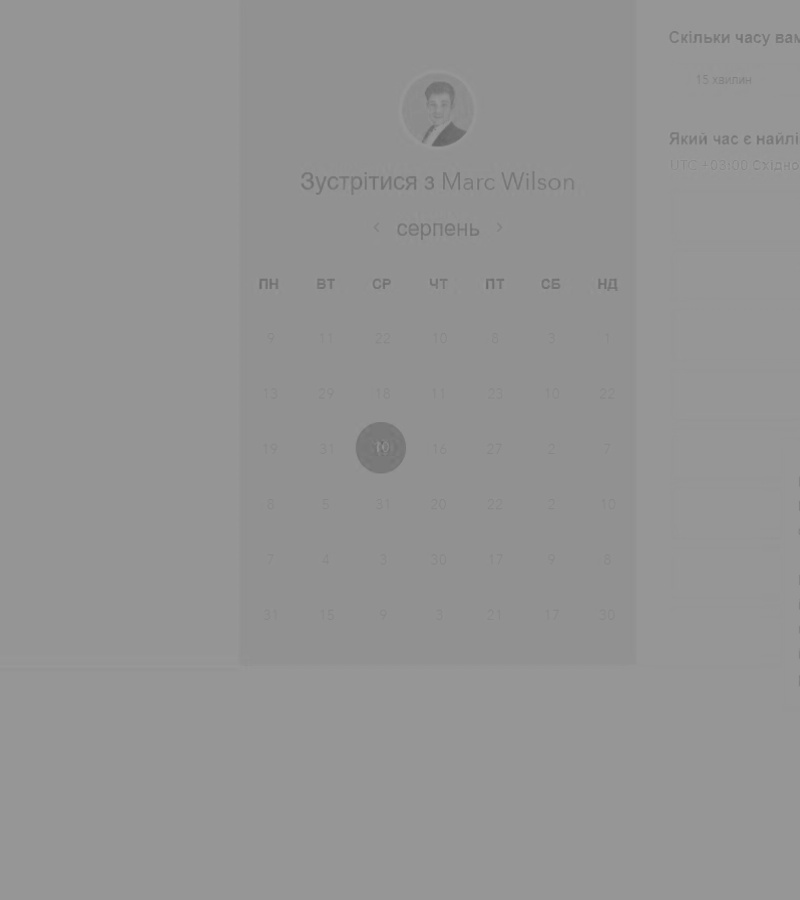 Зустрітися з Marc Wilson
< серпень >
ПН ВТ СР ЧТ ПТ СБ НД
9 11 22 10 8 3 1
13 29 18 11 23 10 22
19 31 16 27 2 7
8 5 31 20 22 2 10
7 4 3 30 17 9 8
31 15 9 3 21 17 30
Скільки часу вам
15 хвилин
Який час є найлі
UTC +03:00 Східно